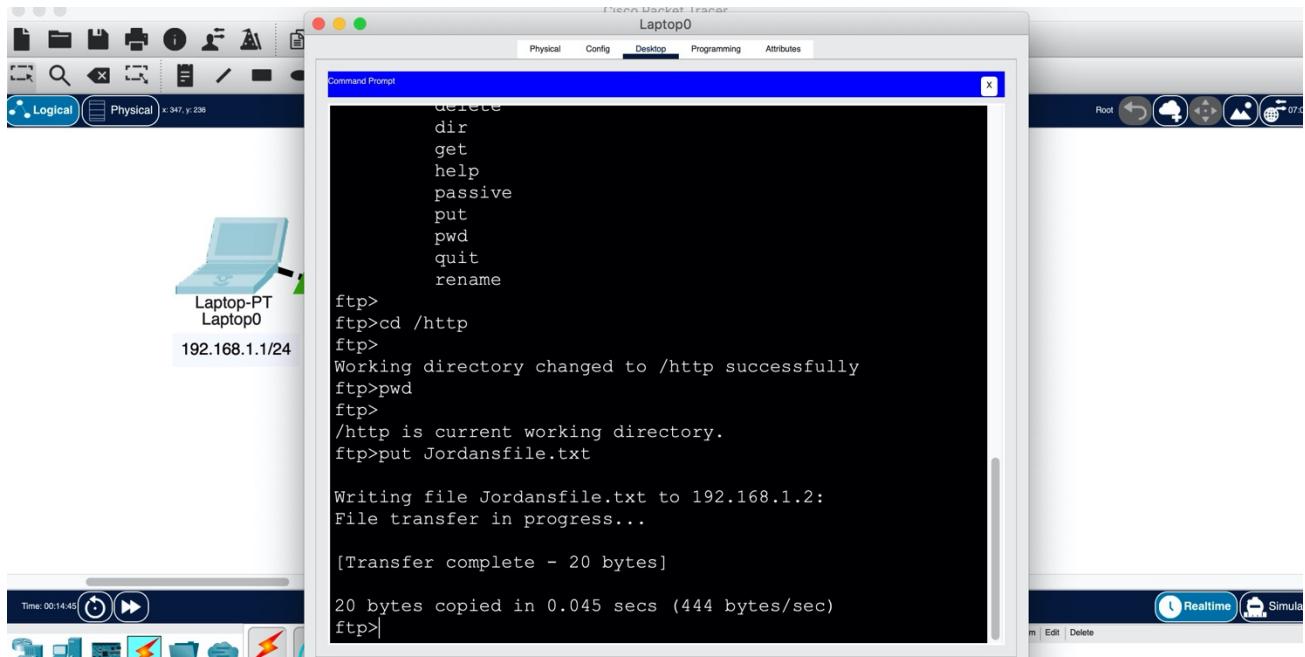 Cisco Packet Tracer
Laptop0
Physical Config Desktop Programming Attributes
Command Prompt
X
Logical
Physical
x: 347, y: 236
Root
delete
dir
get
help
passive
put
pwd
quit
rename
ftp>
ftp>cd /http
ftp>
Working directory changed to /http successfully
ftp>pwd
ftp>
/http is current working directory.
ftp>put Jordansfile.txt
Writing file Jordansfile.txt to 192.168.1.2:
File transfer in progress...
[Transfer complete - 20 bytes]
20 bytes copied in 0.045 secs (444 bytes/sec)
ftp>
Laptop-PT
Laptop0
192.168.1.1/24
Time: 00:14:45
Realtime
Edit Delete